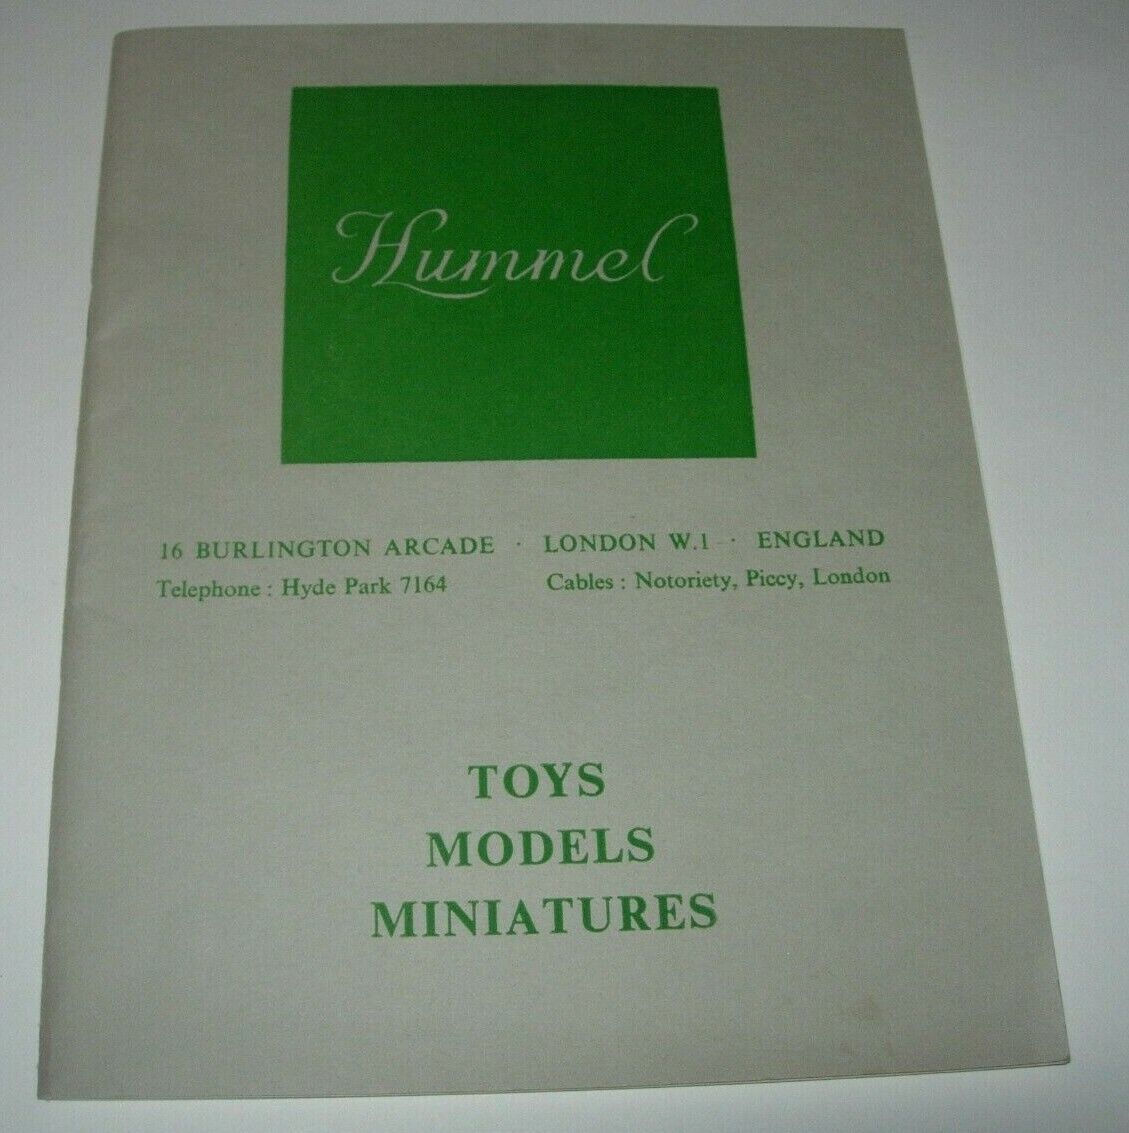 Hummel
16 BURLINGTON ARCADE · LONDON W.1 · ENGLAND
Telephone : Hyde Park 7164 Cables : Notoriety, Piccy, London
TOYS
MODELS
MINIATURES